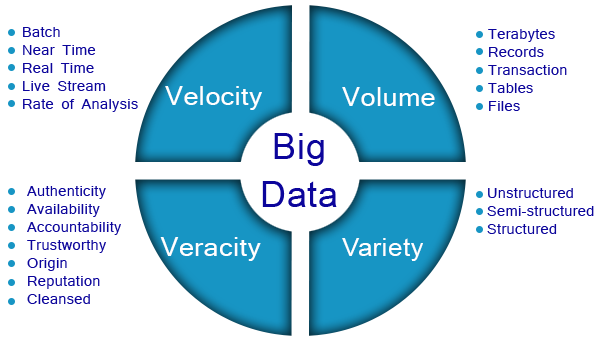 Batch
Near Time
Real Time
Live Stream
Rate of Analysis
Velocity
Volume
Terabytes
Records
Transaction
Tables
Files
Big
Data
Authenticity
Availability
Accountability
Trustworthy
Origin
Reputation
Cleansed
Veracity
Variety
Unstructured
Semi-structured
Structured